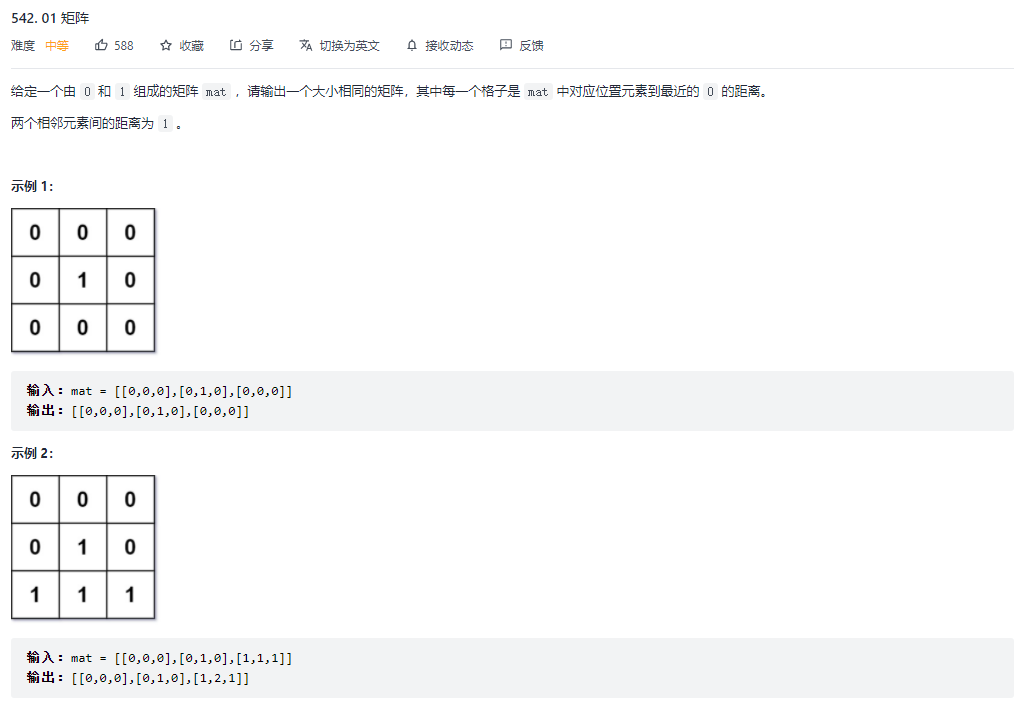 542. 01 矩阵
难度 中等 588 收藏 分享 切换为英文 接收动态 反馈
给定一个由 0 和 1 组成的矩阵 mat ，请输出一个大小相同的矩阵，其中每一个格子是 mat 中对应位置元素到最近的 0 的距离。
两个相邻元素间的距离为 1 。
示例 1：
0 0 0
0 1 0
0 0 0
输入：mat = [[0,0,0],[0,1,0],[0,0,0]]
输出：[[0,0,0],[0,1,0],[0,0,0]]
示例 2：
0 0 0
0 1 0
1 1 1
输入：mat = [[0,0,0],[0,1,0],[1,1,1]]
输出：[[0,0,0],[0,1,0],[1,2,1]]